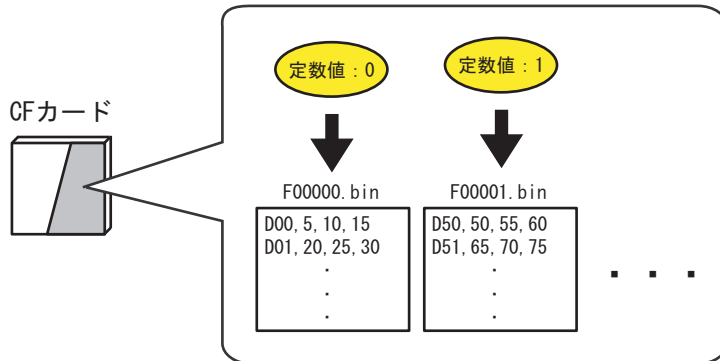 定数値：0
定数値：1
CFカード
F00000.bin
F00001.bin
D00, 5, 10, 15
D01, 20, 25, 30
D50, 50, 55, 60
D51, 65, 70, 75